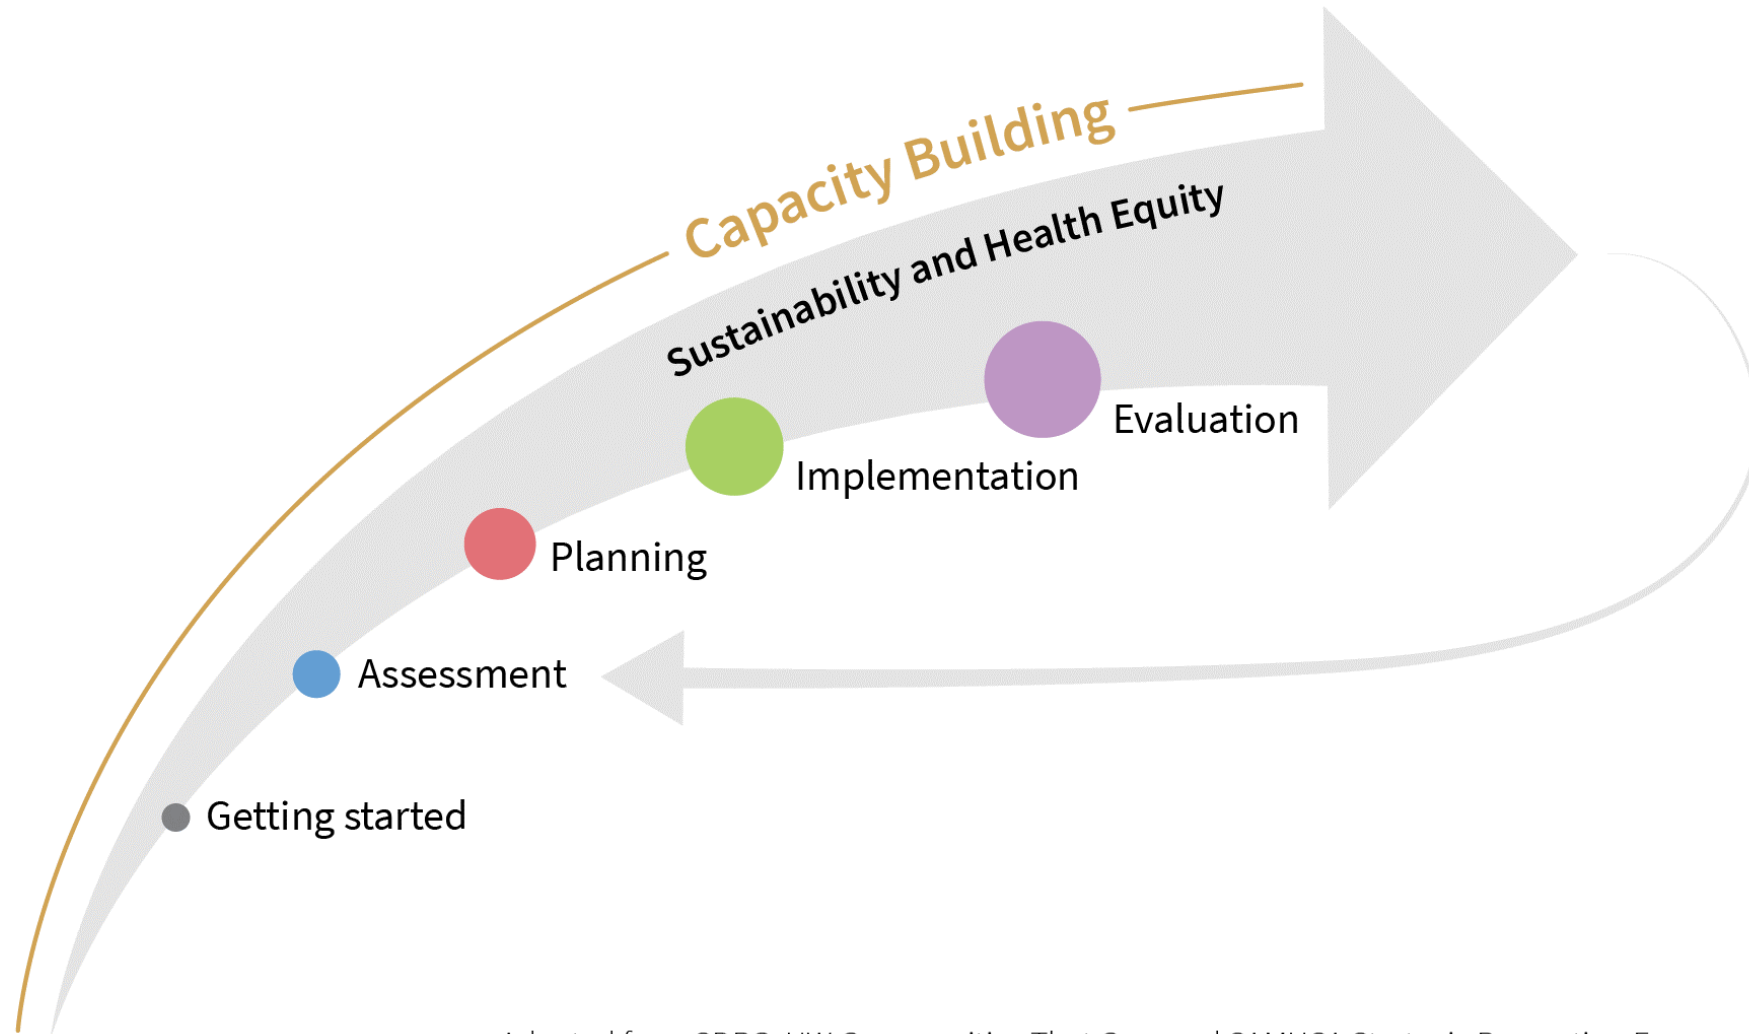 Capacity Building
Sustainability and Health Equity
Evaluation
Implementation
Planning
Assessment
Getting started